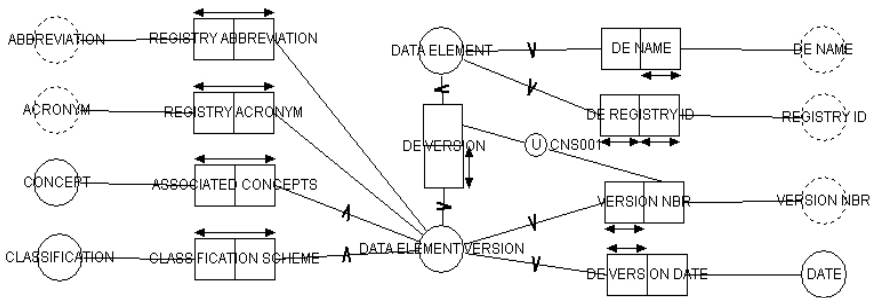 ABBREVIATION
REGISTRY ABBREVIATION
DATA ELEMENT
DE NAME
DE NAME
ACRONYM
REGISTRY ACRONYM
DE REGISTRY ID
REGISTRY ID
DE VERSION
U
CNS001
CONCEPT
ASSOCIATED CONCEPTS
VERSION NBR
VERSION NBR
DATA ELEMENT VERSION
CLASSIFICATION
CLASSIFICATION SCHEME
DE VERSION DATE
DATE